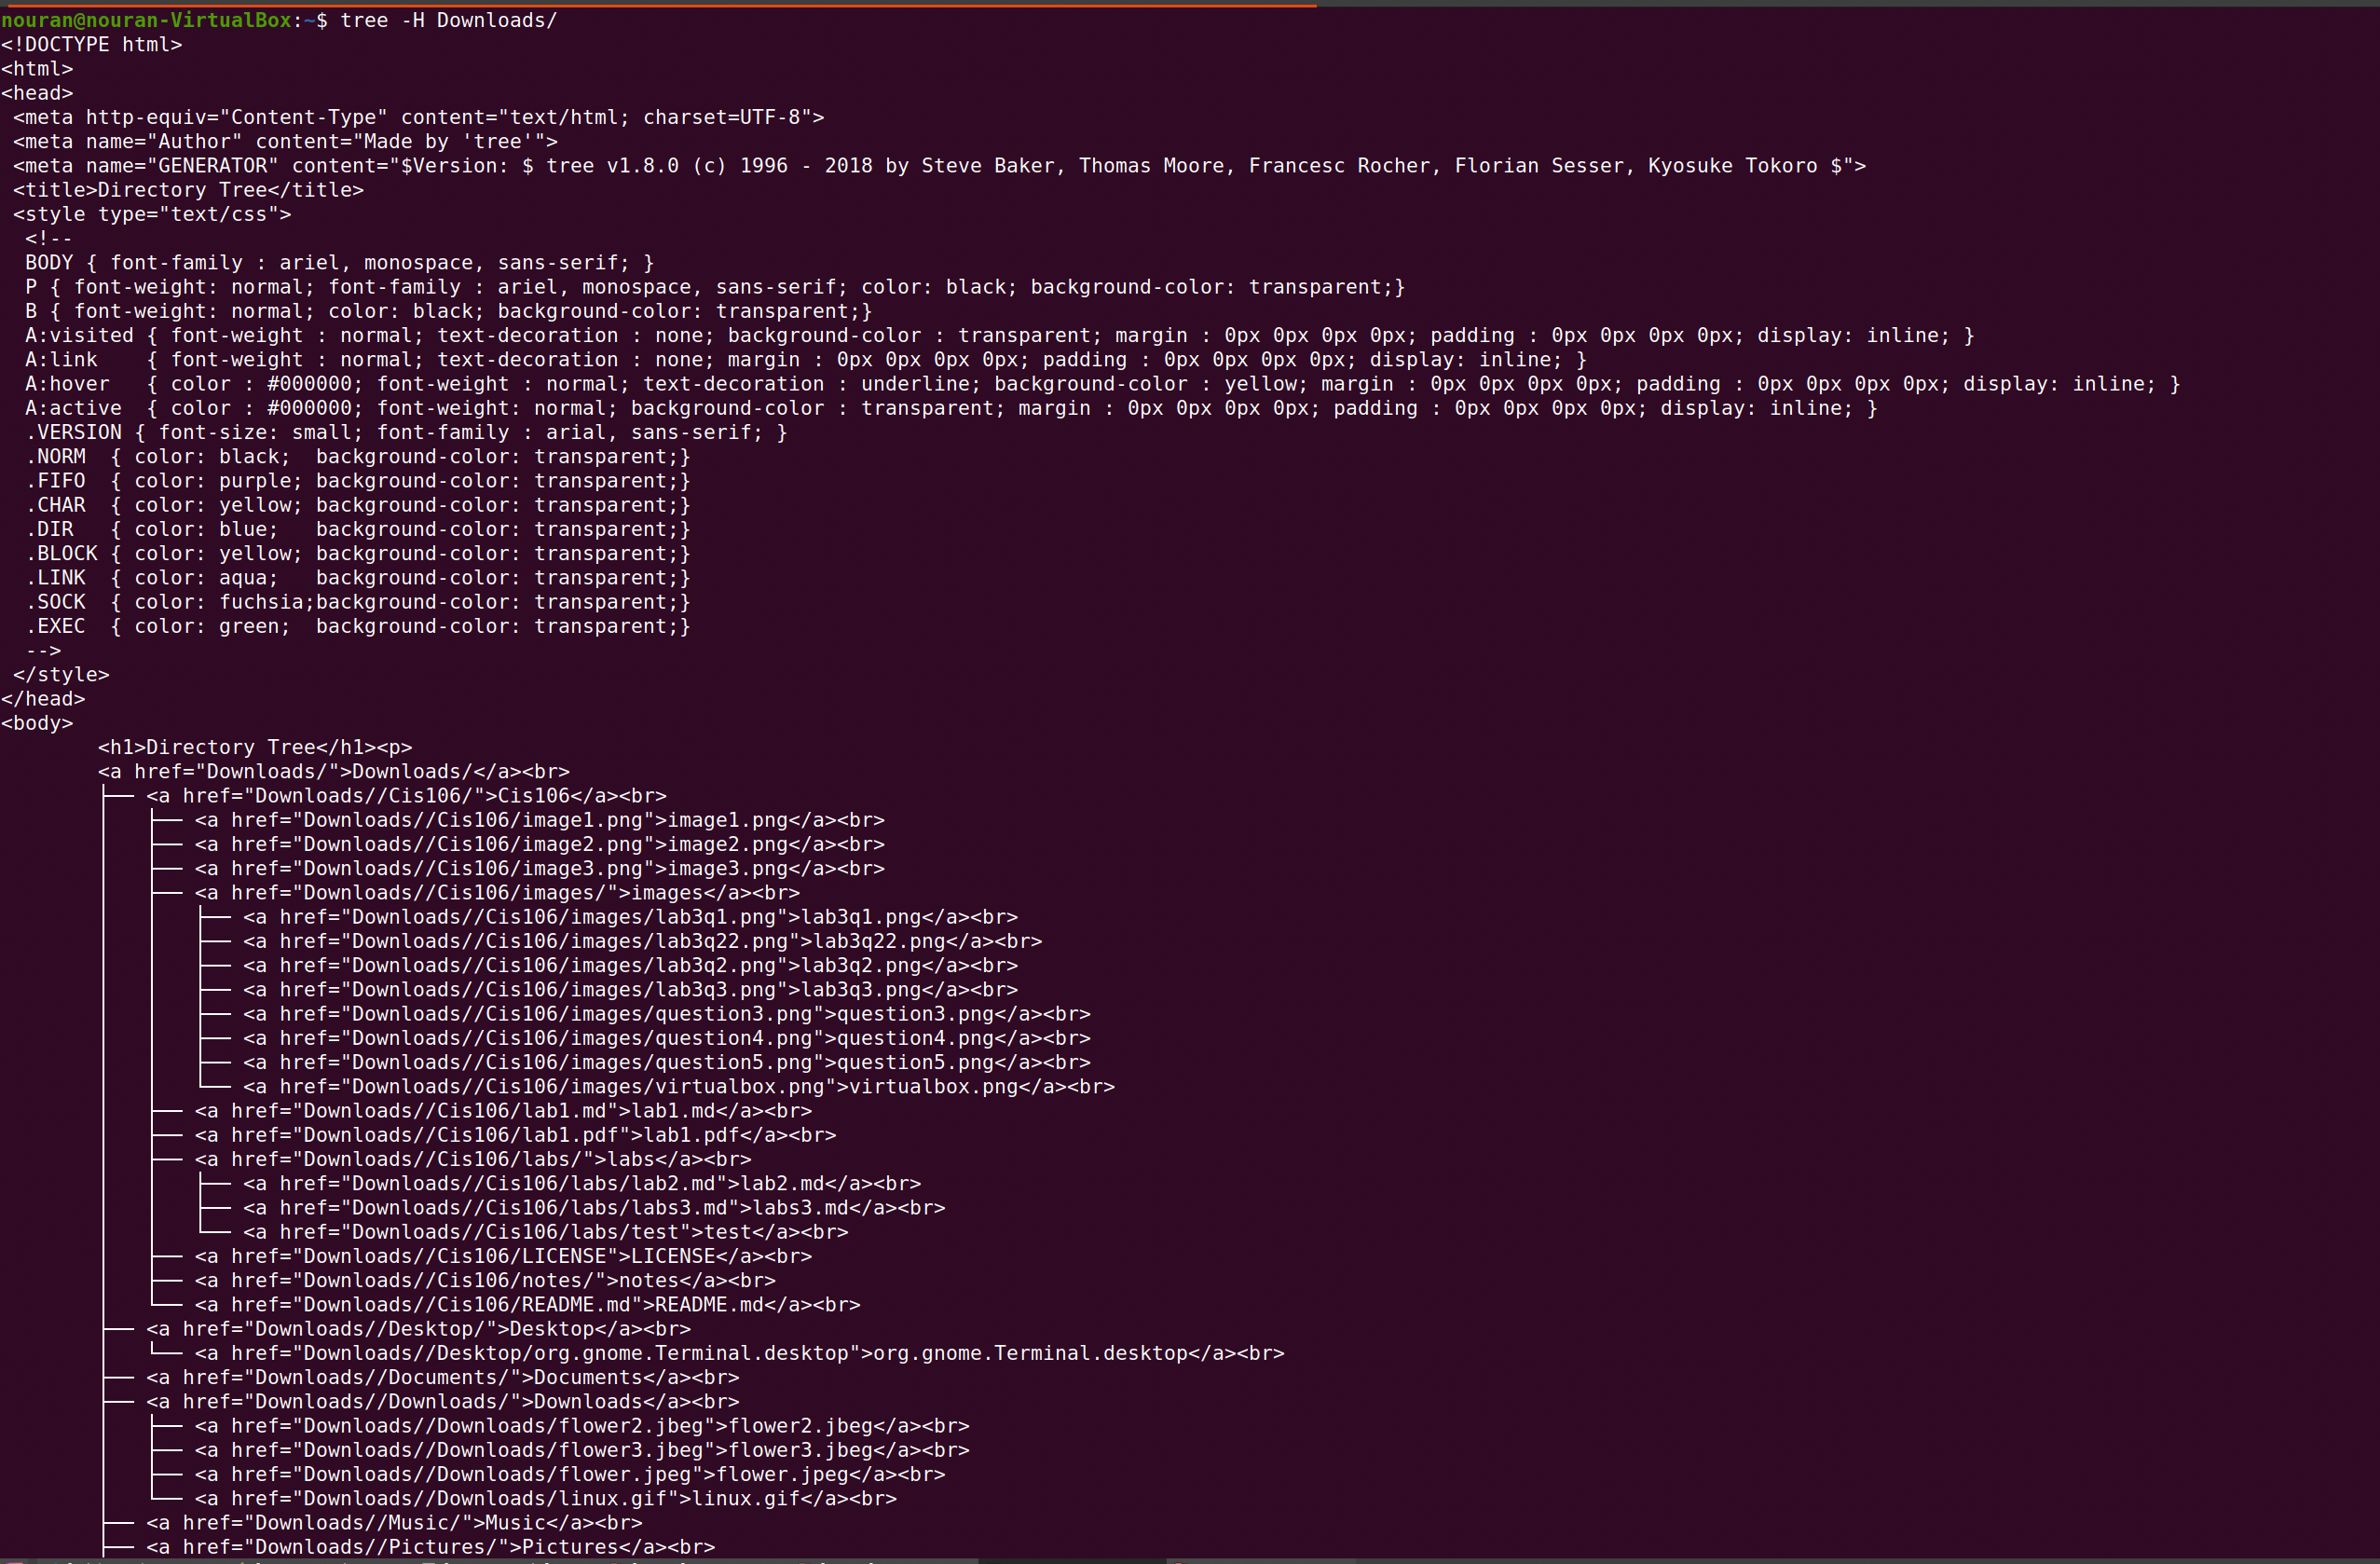 nouran@nouran-VirtualBox:~$ tree -H Downloads/
<!DOCTYPE html>
<html>
<head>
 <meta http-equiv="Content-Type" content="text/html; charset=UTF-8">
 <meta name="Author" content="Made by 'tree'">
 <meta name="GENERATOR" content="$Version: $ tree v1.8.0 (c) 1996 - 2018 by Steve Baker, Thomas Moore, Francesc Rocher, Florian Sesser, Kyosuke Tokoro $">
 <title>Directory Tree</title>
 <style type="text/css">
  <!--
  BODY { font-family : ariel, monospace, sans-serif; }
  P { font-weight: normal; font-family : ariel, monospace, sans-serif; color: black; background-color: transparent;}
  B { font-weight: normal; color: black; background-color: transparent;}
  A:visited { font-weight : normal; text-decoration : none; background-color : transparent; margin : 0px 0px 0px 0px; padding : 0px 0px 0px 0px; display: inline; }
  A:link    { font-weight : normal; text-decoration : none; margin : 0px 0px 0px 0px; padding : 0px 0px 0px 0px; display: inline; }
  A:hover   { color : #000000; font-weight : normal; text-decoration : underline; background-color : yellow; margin : 0px 0px 0px 0px; padding : 0px 0px 0px 0px; display: inline; }
  A:active  { color : #000000; font-weight: normal; background-color : transparent; margin : 0px 0px 0px 0px; padding : 0px 0px 0px 0px; display: inline; }
  .VERSION { font-size: small; font-family : arial, sans-serif; }
  .NORM  { color: black;  background-color: transparent;}
  .FIFO  { color: purple; background-color: transparent;}
  .CHAR  { color: yellow; background-color: transparent;}
  .DIR   { color: blue;   background-color: transparent;}
  .BLOCK { color: yellow; background-color: transparent;}
  .LINK  { color: aqua;   background-color: transparent;}
  .SOCK  { color: fuchsia;background-color: transparent;}
  .EXEC  { color: green;  background-color: transparent;}
  -->
 </style>
</head>
<body>
        <h1>Directory Tree</h1><p>
        <a href="Downloads/">Downloads/</a><br>
        ├── <a href="Downloads//Cis106/">Cis106</a><br>
        │   ├── <a href="Downloads//Cis106/image1.png">image1.png</a><br>
        │   ├── <a href="Downloads//Cis106/image2.png">image2.png</a><br>
        │   ├── <a href="Downloads//Cis106/image3.png">image3.png</a><br>
        │   ├── <a href="Downloads//Cis106/images/">images</a><br>
        │   │   ├── <a href="Downloads//Cis106/images/lab3q1.png">lab3q1.png</a><br>
        │   │   ├── <a href="Downloads//Cis106/images/lab3q22.png">lab3q22.png</a><br>
        │   │   ├── <a href="Downloads//Cis106/images/lab3q2.png">lab3q2.png</a><br>
        │   │   ├── <a href="Downloads//Cis106/images/lab3q3.png">lab3q3.png</a><br>
        │   │   ├── <a href="Downloads//Cis106/images/question3.png">question3.png</a><br>
        │   │   ├── <a href="Downloads//Cis106/images/question4.png">question4.png</a><br>
        │   │   ├── <a href="Downloads//Cis106/images/question5.png">question5.png</a><br>
        │   │   └── <a href="Downloads//Cis106/images/virtualbox.png">virtualbox.png</a><br>
        │   ├── <a href="Downloads//Cis106/lab1.md">lab1.md</a><br>
        │   ├── <a href="Downloads//Cis106/lab1.pdf">lab1.pdf</a><br>
        │   ├── <a href="Downloads//Cis106/labs/">labs</a><br>
        │   │   ├── <a href="Downloads//Cis106/labs/lab2.md">lab2.md</a><br>
        │   │   ├── <a href="Downloads//Cis106/labs/labs3.md">labs3.md</a><br>
        │   │   └── <a href="Downloads//Cis106/labs/test">test</a><br>
        │   ├── <a href="Downloads//Cis106/LICENSE">LICENSE</a><br>
        │   ├── <a href="Downloads//Cis106/notes/">notes</a><br>
        │   └── <a href="Downloads//Cis106/README.md">README.md</a><br>
        ├── <a href="Downloads//Desktop/">Desktop</a><br>
        │   └── <a href="Downloads//Desktop/org.gnome.Terminal.desktop">org.gnome.Terminal.desktop</a><br>
        ├── <a href="Downloads//Documents/">Documents</a><br>
        ├── <a href="Downloads//Downloads/">Downloads</a><br>
        │   ├── <a href="Downloads//Downloads/flower2.jbeg">flower2.jbeg</a><br>
        │   ├── <a href="Downloads//Downloads/flower3.jbeg">flower3.jbeg</a><br>
        │   ├── <a href="Downloads//Downloads/flower.jpeg">flower.jpeg</a><br>
        │   └── <a href="Downloads//Downloads/linux.gif">linux.gif</a><br>
        ├── <a href="Downloads//Music/">Music</a><br>
        ├── <a href="Downloads//Pictures/">Pictures</a><br>